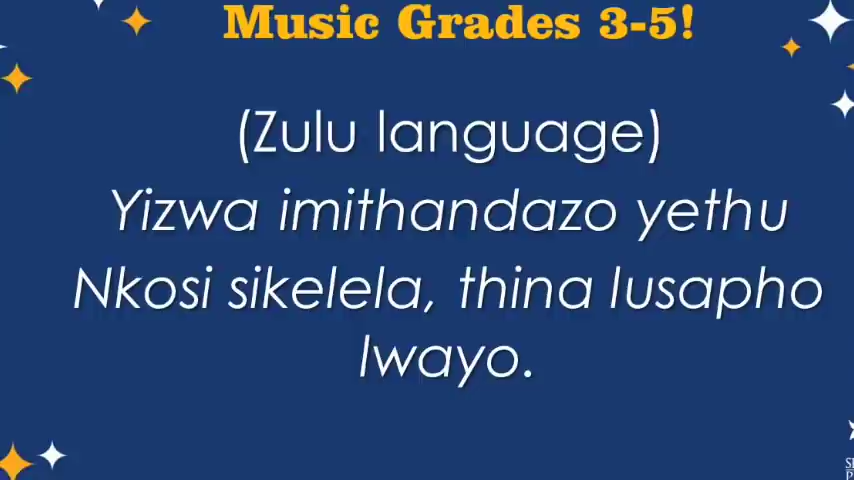 Music Grades 3-5!
(Zulu language)
Yizwa imithandazo yethu
Nkosi sikelela, thina lusapho
lwayo.